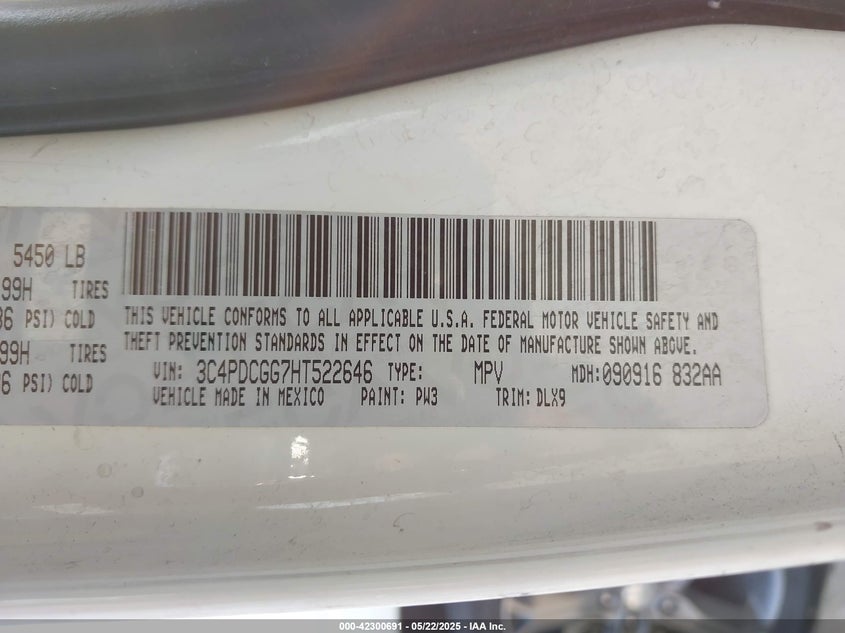 5450 LB
99H TIRES
36 PSI) COLD
99H TIRES
6 PSI) COLD
THIS VEHICLE CONFORMS TO ALL APPLICABLE U.S.A. FEDERAL MOTOR VEHICLE SAFETY AND
THEFT PREVENTION STANDARDS IN EFFECT ON THE DATE OF MANUFACTURE SHOWN ABOVE.
VIN: 3C4PDCGG7HT522646 TYPE: MPV MDH:090916 832AA
VEHICLE MADE IN MEXICO PAINT: PW3 TRIM: DLX9
000-42300691 - 05/22/2025 - IAA Inc.